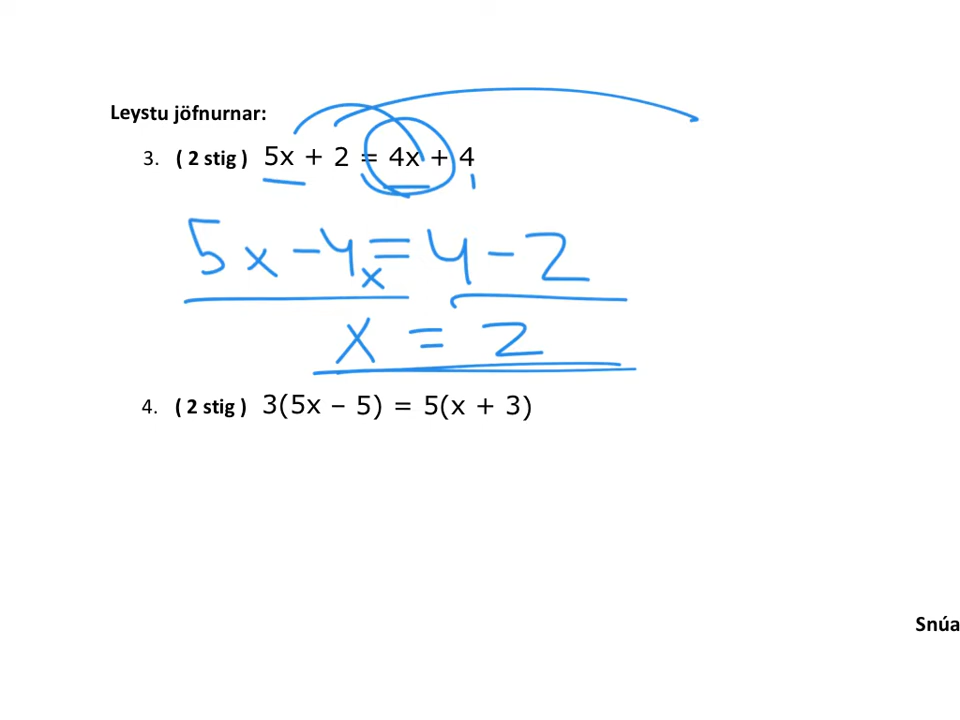 Leystu jöfnurnar:
3. ( 2 stig ) 5x + 2 = 4x + 4
5x - 4x = 4 - 2
x = 2
4. ( 2 stig ) 3(5x – 5) = 5(x + 3)
Snúa